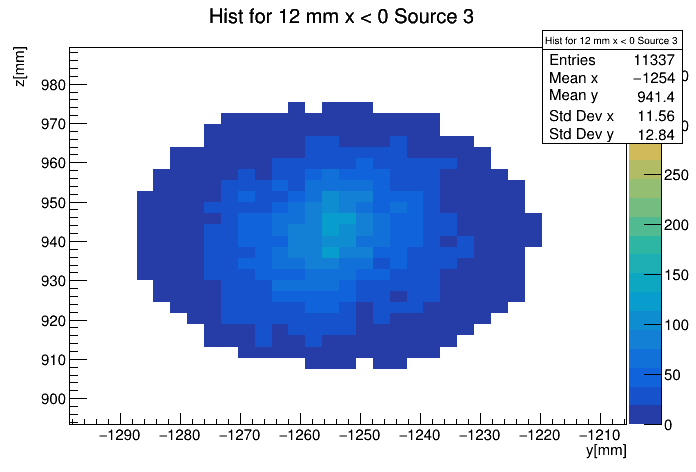 Hist for 12 mm x < 0 Source 3
z[mm]
Hist for 12 mm x < 0 Source 3
Entries 11337
Mean x −1254
Mean y 941.4
Std Dev x 11.56
Std Dev y 12.84
980
970
960
950
940
930
920
910
900
0
0
250
200
150
100
50
0
−1290 −1280 −1270 −1260 −1250 −1240 −1230 −1220 −1210
y[mm]